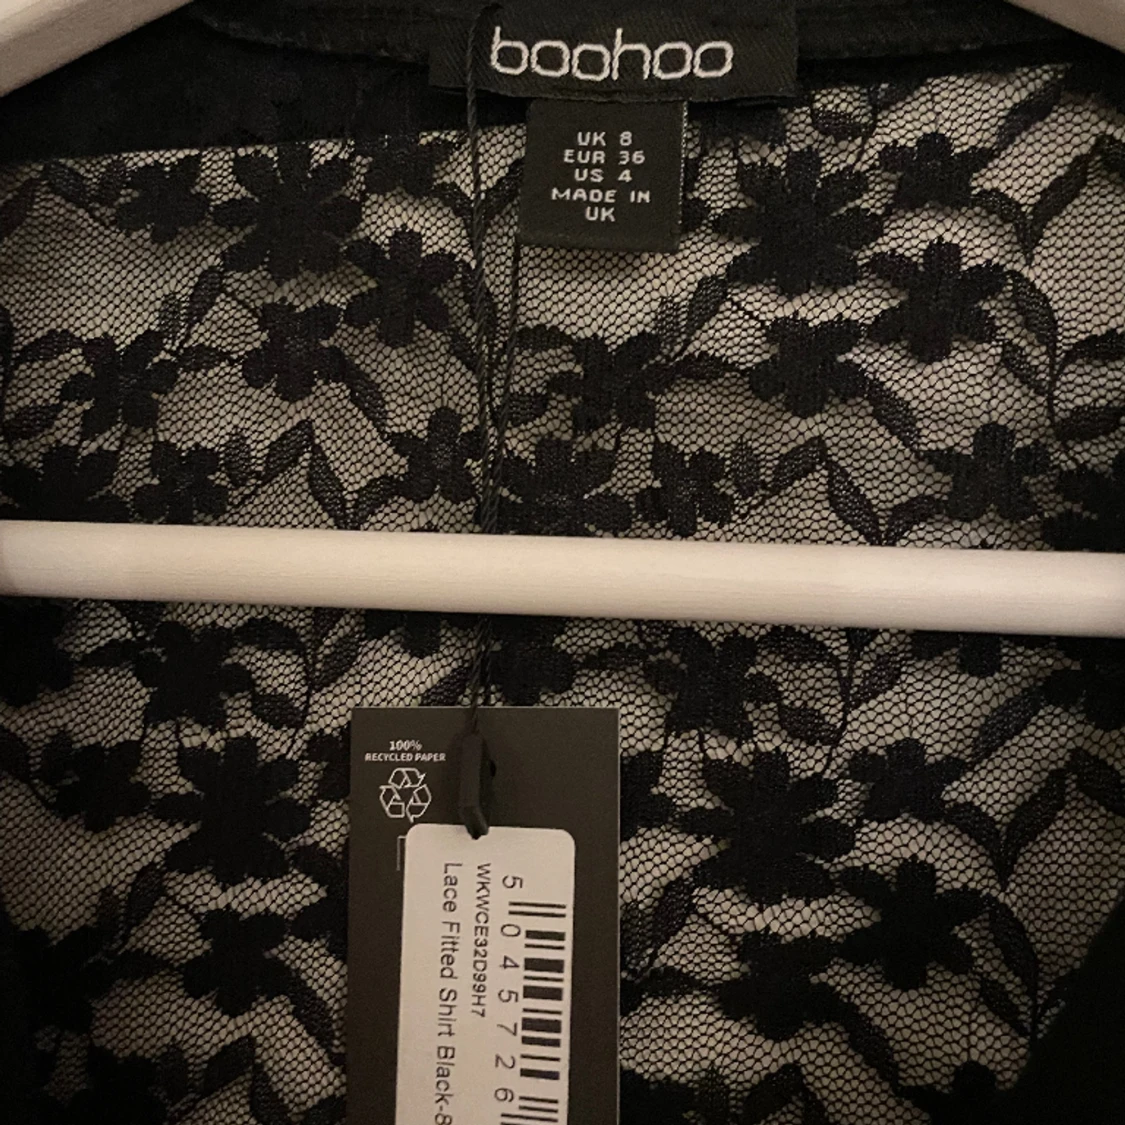 boohoo
UK 8
EUR 36
US 4
MADE IN
UK
100%
RECYCLED PAPER
5 045726
WKWCE32D99H7
Lace Fitted Shirt Black-8